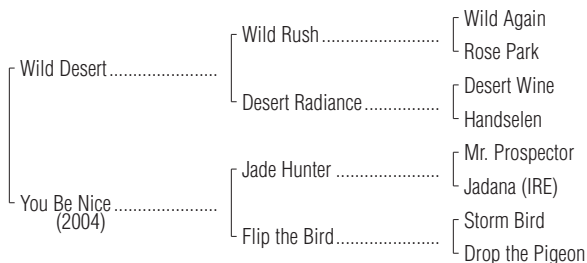 Wild Again
Wild Rush
Rose Park
Wild Desert
Desert Wine
Desert Radiance
Handselen
Mr. Prospector
Jade Hunter
Jadana (IRE)
You Be Nice
(2004)
Storm Bird
Flip the Bird
Drop the Pigeon